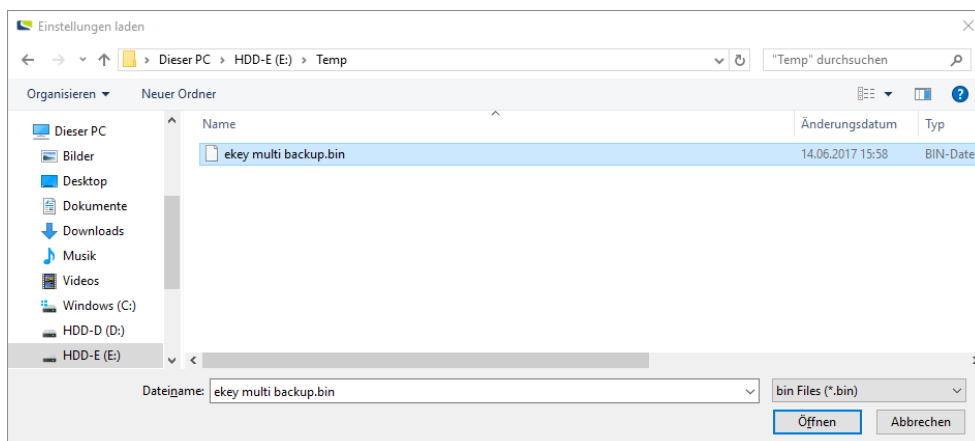 Einstellungen laden
Dieser PC > HDD-E (E:) > Temp
"Temp" durchsuchen
Organisieren
Neuer Ordner
Name
Änderungsdatum
Typ
ekey multi backup.bin
14.06.2017 15:58
BIN-Date
Dieser PC
Bilder
Desktop
Dokumente
Downloads
Musik
Videos
Windows (C:)
HDD-D (D:)
HDD-E (E:)
Dateiname: ekey multi backup.bin
bin Files (*.bin)
Öffnen
Abbrechen